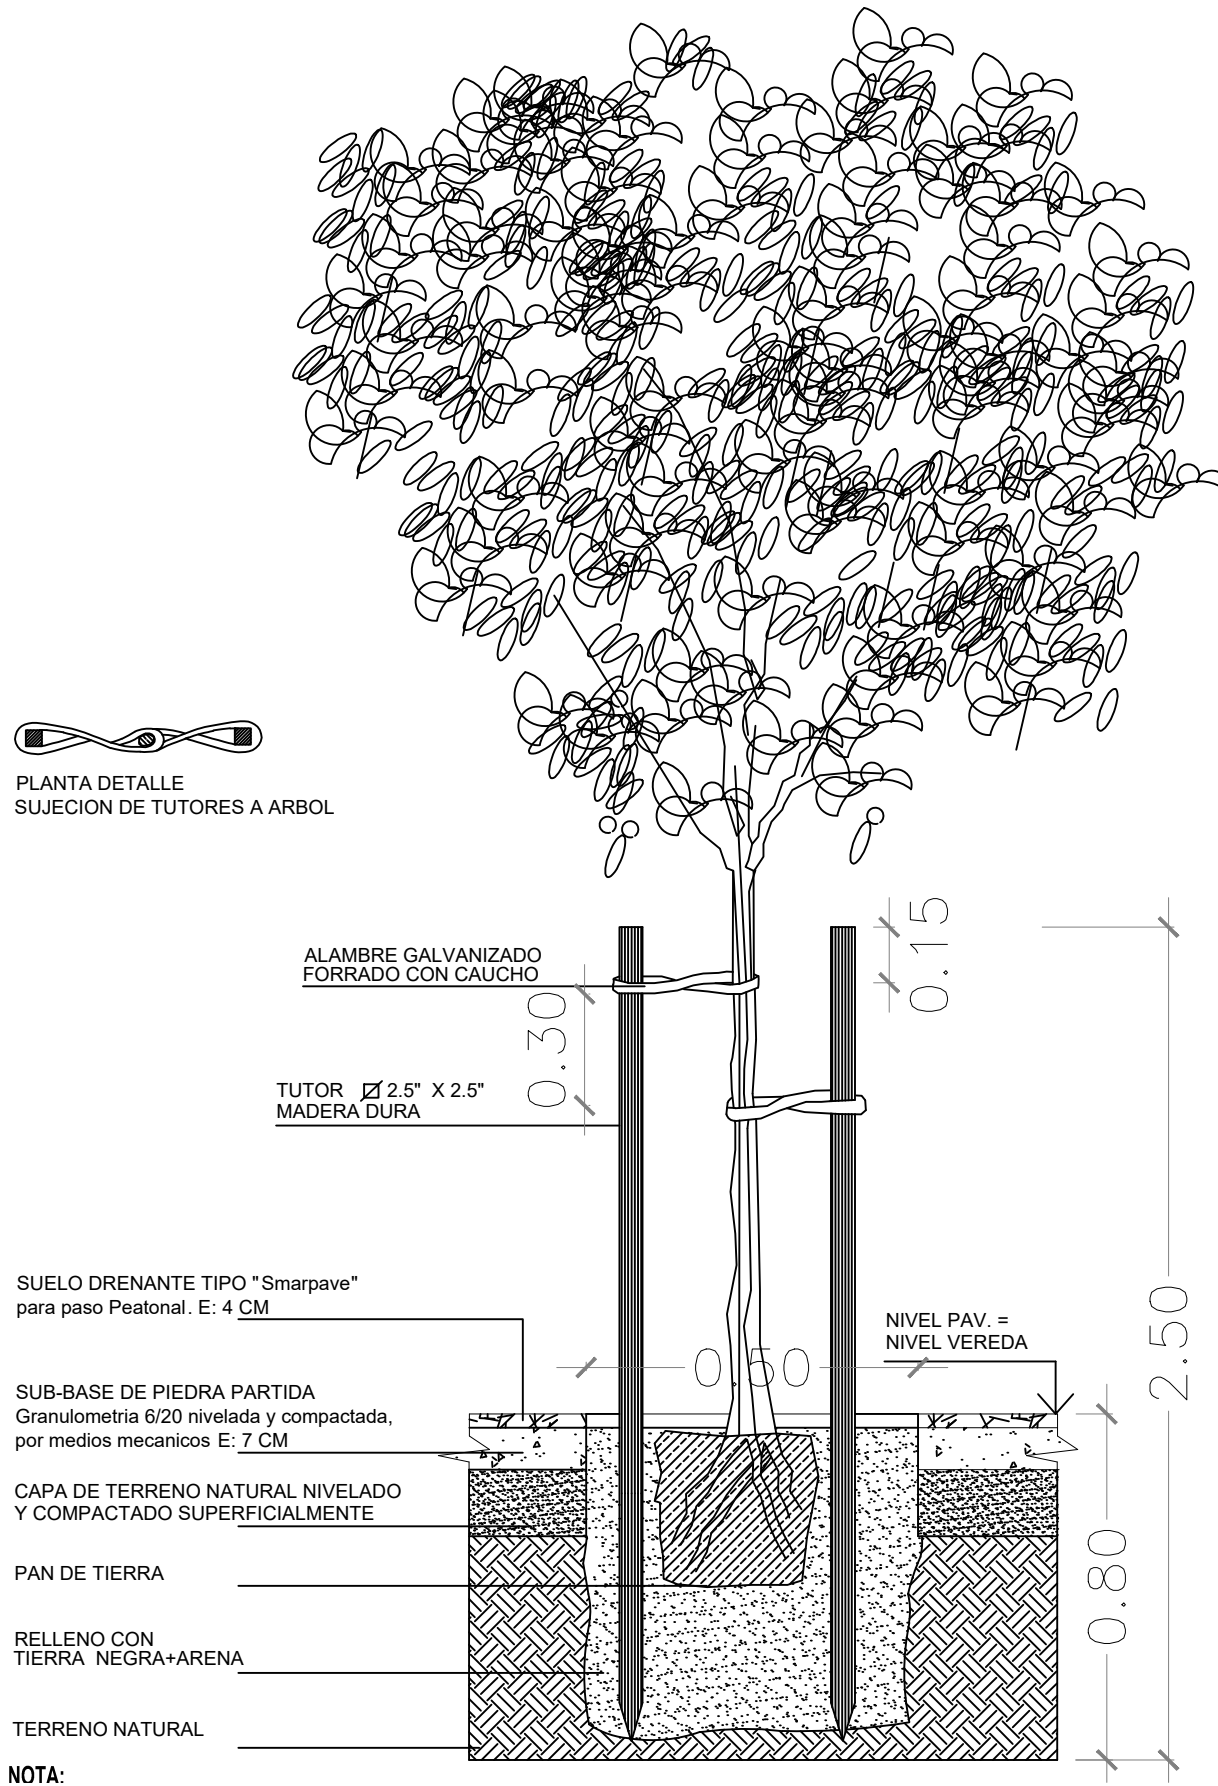 PLANTA DETALLE
SUJECION DE TUTORES A ARBOL
ALAMBRE GALVANIZADO
FORRADO CON CAUCHO
0.15
0.30
TUTOR 2.5" X 2.5"
MADERA DURA
SUELO DRENANTE TIPO "Smarpave"
para paso Peatonal. E: 4 CM
NIVEL PAV. =
NIVEL VEREDA
0.50
2.50
SUB-BASE DE PIEDRA PARTIDA
Granulometria 6/20 nivelada y compactada,
por medios mecanicos E: 7 CM
CAPA DE TERRENO NATURAL NIVELADO
Y COMPACTADO SUPERFICIALMENTE
0.80
PAN DE TIERRA
RELLENO CON
TIERRA NEGRA+ARENA
TERRENO NATURAL
NOTA: